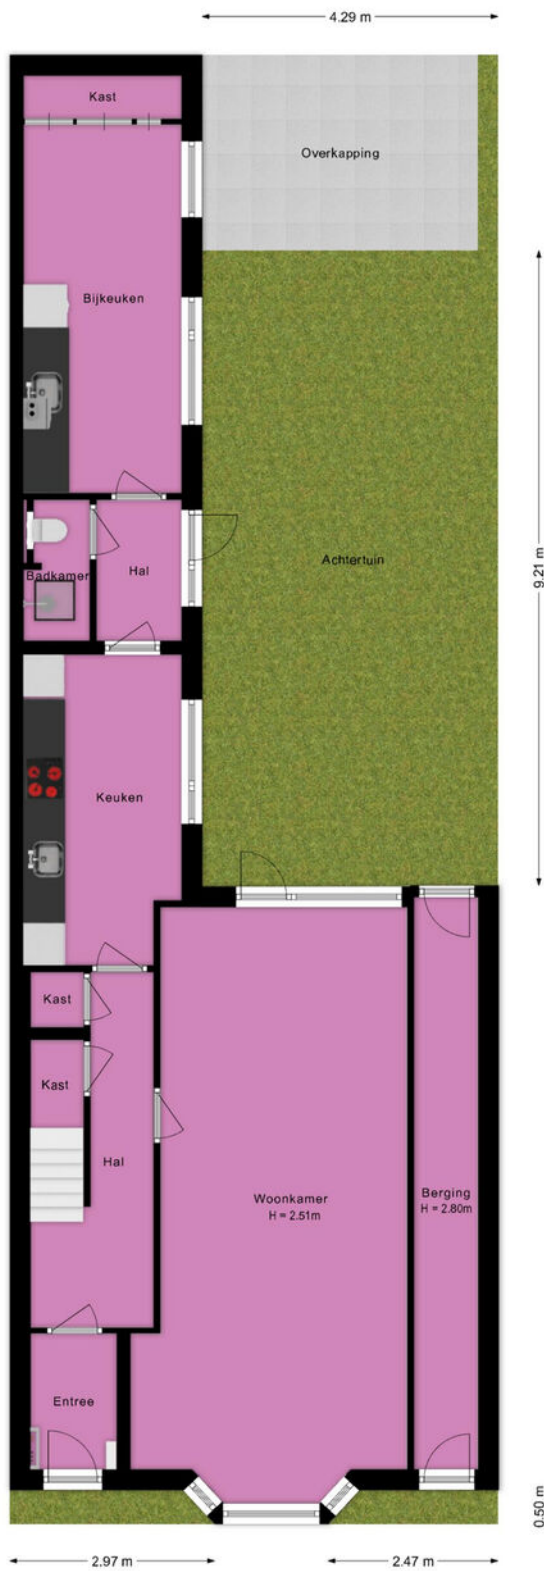 4.29 m
Kast
Overkapping
Bijkeuken
9.21 m
Achtertuin
Hal
Badkamer
Keuken
Kast
Kast
Hal
Woonkamer
H = 2.51m
Berging
H = 2.80m
Entree
0.50 m
2.97 m
2.47 m